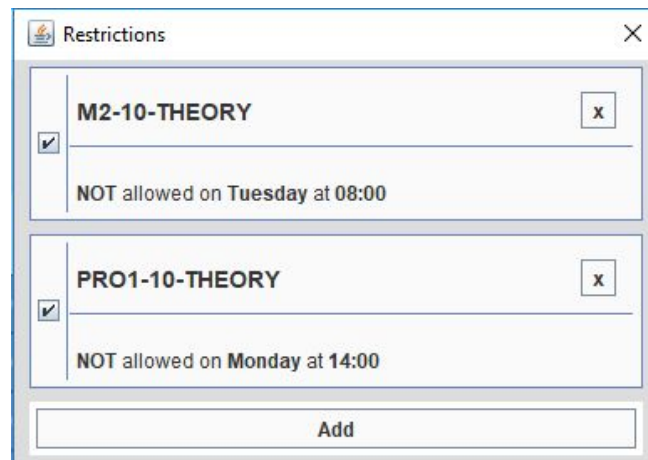 Restrictions
M2-10-THEORY
x
NOT allowed on Tuesday at 08:00
PRO1-10-THEORY
x
NOT allowed on Monday at 14:00
Add